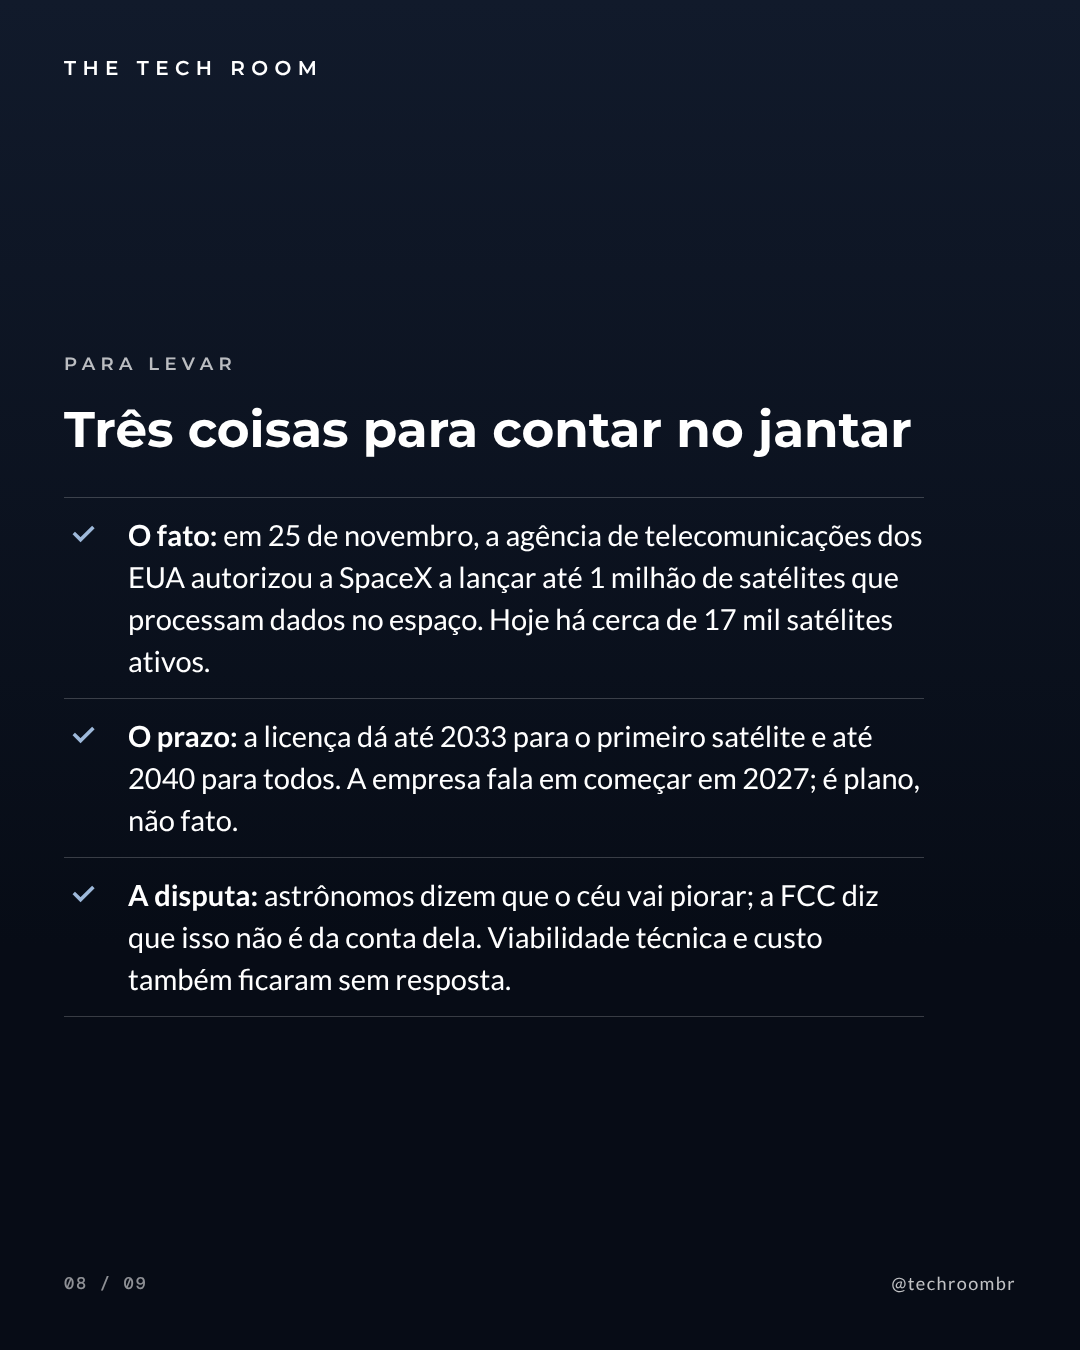 THE TECH ROOM
PARA LEVAR
Três coisas para contar no jantar
O fato: em 25 de novembro, a agência de telecomunicações dos
EUA autorizou a SpaceX a lançar até 1 milhão de satélites que
processam dados no espaço. Hoje há cerca de 17 mil satélites
ativos.
O prazo: a licença dá até 2033 para o primeiro satélite e até
2040 para todos. A empresa fala em começar em 2027; é plano,
não fato.
A disputa: astrônomos dizem que o céu vai piorar; a FCC diz
que isso não é da conta dela. Viabilidade técnica e custo
também ficaram sem resposta.
08 / 09
@techroombr